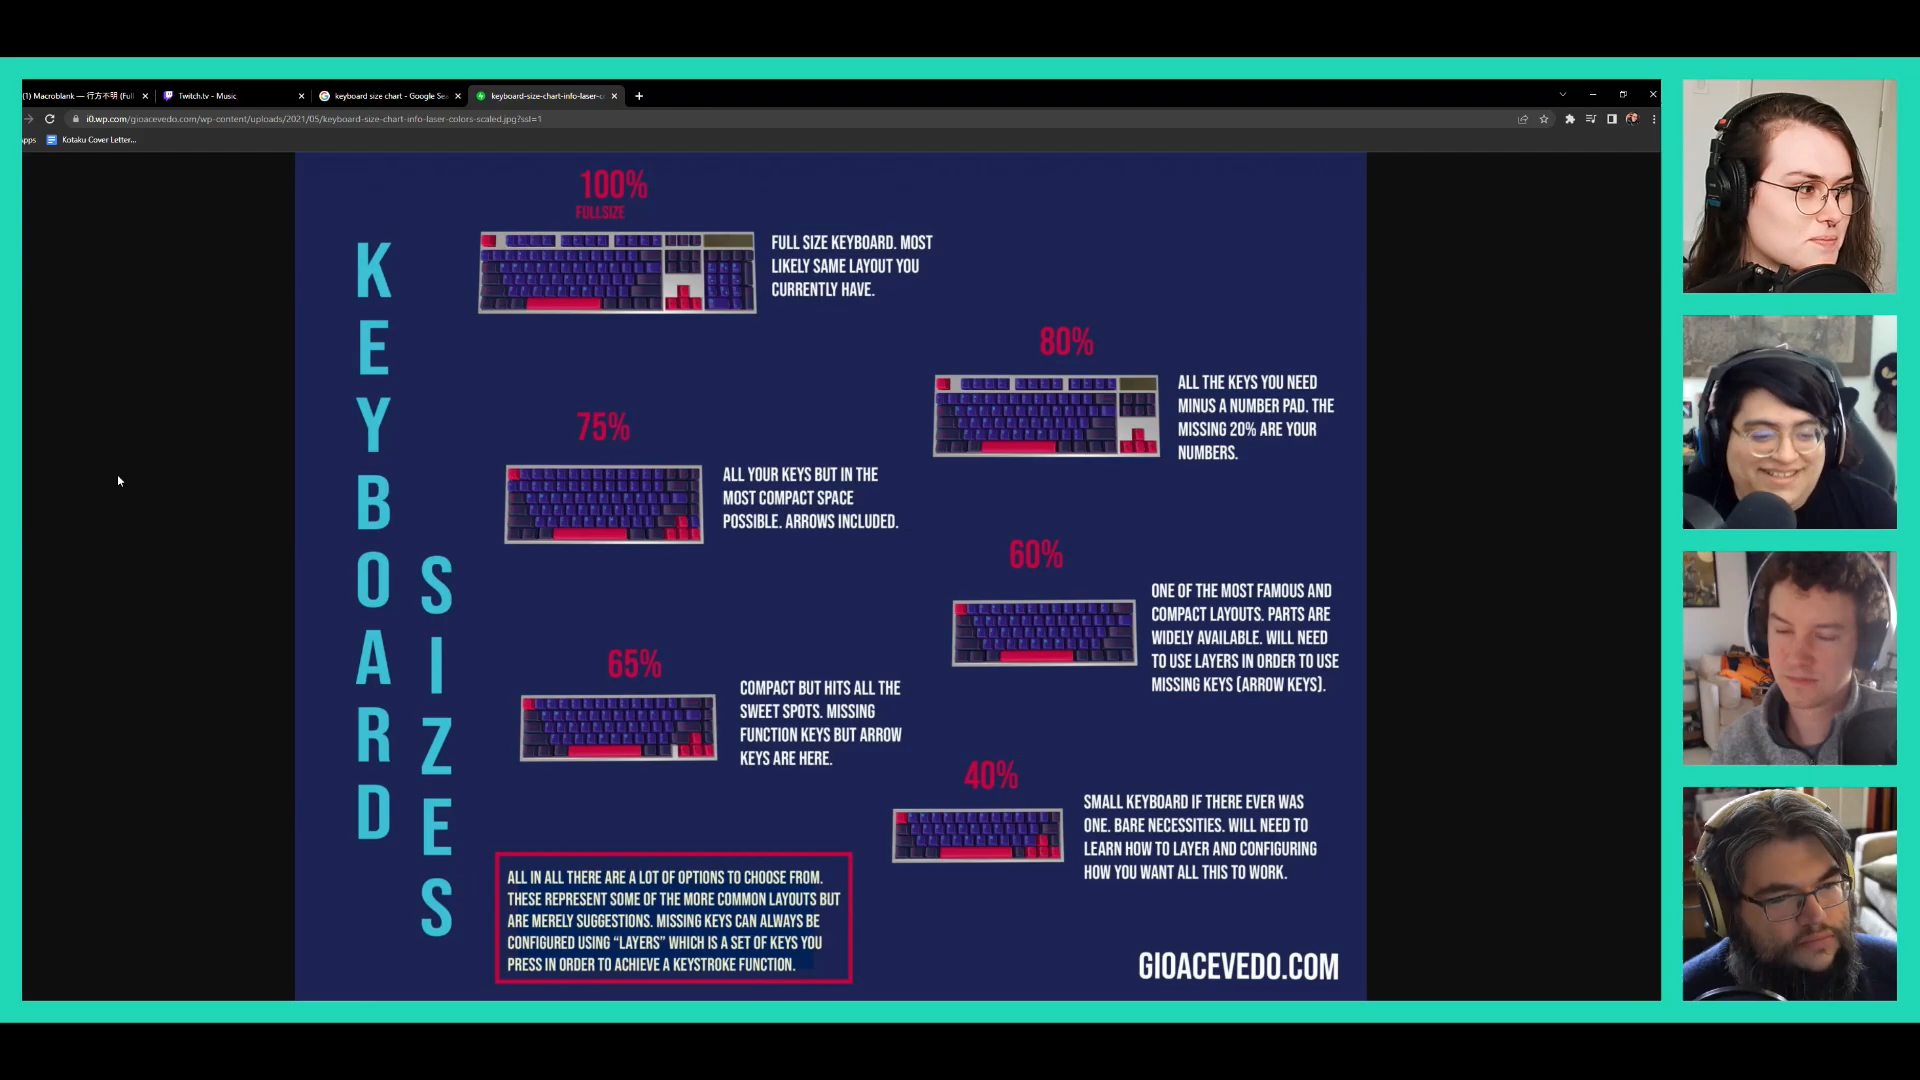 (1) Macroblank — 行方不明 (Full
Twitch.tv - Music
keyboard size chart - Google Sea
keyboard-size-chart-info-laser-c
i0.wp.com/gioacevedo.com/wp-content/uploads/2021/05/keyboard-size-chart-info-laser-colors-scaled.jpg?ssl=1
Apps
Kotaku Cover Letter...
KEYBOARD
SIZES
100%
FULLSIZE
FULL SIZE KEYBOARD. MOST
LIKELY SAME LAYOUT YOU
CURRENTLY HAVE.
80%
ALL THE KEYS YOU NEED
MINUS A NUMBER PAD. THE
MISSING 20% ARE YOUR
NUMBERS.
75%
ALL YOUR KEYS BUT IN THE
MOST COMPACT SPACE
POSSIBLE. ARROWS INCLUDED.
60%
ONE OF THE MOST FAMOUS AND
COMPACT LAYOUTS. PARTS ARE
WIDELY AVAILABLE. WILL NEED
TO USE LAYERS IN ORDER TO USE
MISSING KEYS (ARROW KEYS).
65%
COMPACT BUT HITS ALL THE
SWEET SPOTS. MISSING
FUNCTION KEYS BUT ARROW
KEYS ARE HERE.
40%
SMALL KEYBOARD IF THERE EVER WAS
ONE. BARE NECESSITIES. WILL NEED TO
LEARN HOW TO LAYER AND CONFIGURING
HOW YOU WANT ALL THIS TO WORK.
ALL IN ALL THERE ARE A LOT OF OPTIONS TO CHOOSE FROM.
THESE REPRESENT SOME OF THE MORE COMMON LAYOUTS BUT
ARE MERELY SUGGESTIONS. MISSING KEYS CAN ALWAYS BE
CONFIGURED USING “LAYERS” WHICH IS A SET OF KEYS YOU
PRESS IN ORDER TO ACHIEVE A KEYSTROKE FUNCTION.
GIOACEVEDO.COM